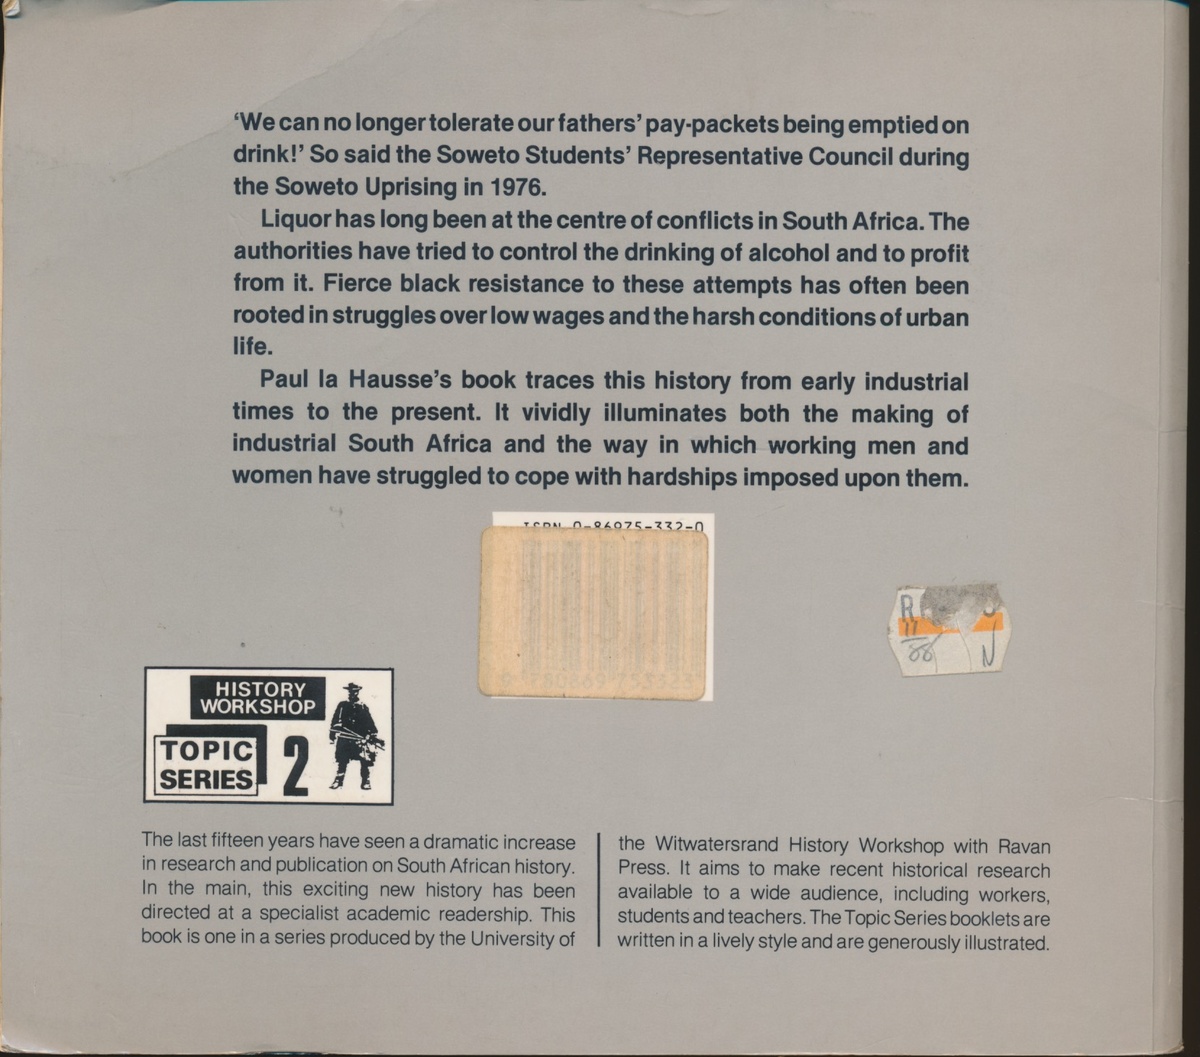 ‘We can no longer tolerate our fathers’ pay-packets being emptied on
drink!’ So said the Soweto Students’ Representative Council during
the Soweto Uprising in 1976.
Liquor has long been at the centre of conflicts in South Africa. The
authorities have tried to control the drinking of alcohol and to profit
from it. Fierce black resistance to these attempts has often been
rooted in struggles over low wages and the harsh conditions of urban
life.
Paul la Hausse’s book traces this history from early industrial
times to the present. It vividly illuminates both the making of
industrial South Africa and the way in which working men and
women have struggled to cope with hardships imposed upon them.
ISBN 0-86975-332-0
9 780869 753323
R
11
88 N
HISTORY
WORKSHOP
TOPIC
SERIES 2
The last fifteen years have seen a dramatic increase
in research and publication on South African history.
In the main, this exciting new history has been
directed at a specialist academic readership. This
book is one in a series produced by the University of
the Witwatersrand History Workshop with Ravan
Press. It aims to make recent historical research
available to a wide audience, including workers,
students and teachers. The Topic Series booklets are
written in a lively style and are generously illustrated.